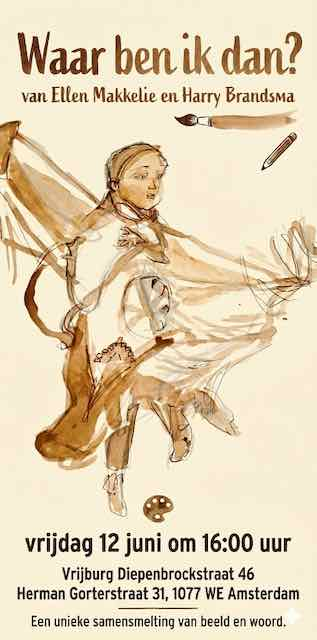 Waar ben ik dan?
van Ellen Makkelie en Harry Brandsma
vrijdag 12 juni om 16:00 uur
Vrijburg Diepenbrockstraat 46
Herman Gorterstraat 31, 1077 WE Amsterdam
Een unieke samensmelting van beeld en woord.